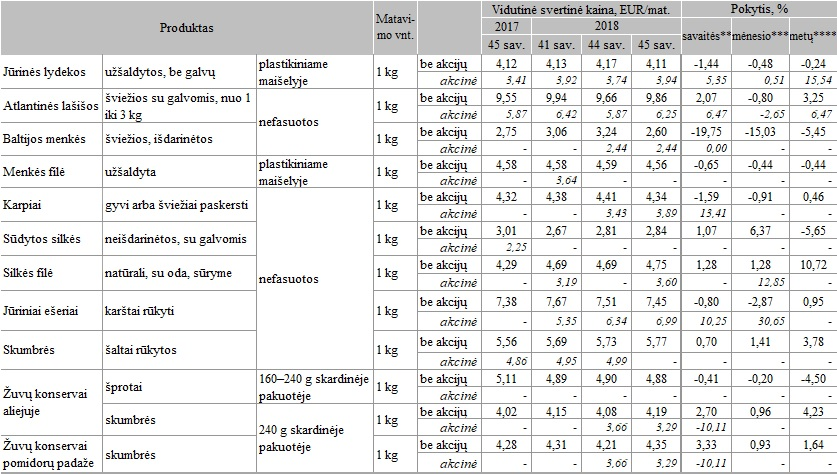 Produktas Matavi- mo vnt. Vidutinė svertinė kaina, EUR/mat. Pokytis, %
2017 2018 savaitės** mėnesio*** metų****
45 sav. 41 sav. 44 sav. 45 sav.
Jūrinės lydekos užšaldytos, be galvų plastikiniame maišelyje 1 kg be akcijų 4,12 4,13 4,17 4,11 -1,44 -0,48 -0,24
akcinė 3,41 3,92 3,74 3,94 5,35 0,51 15,54
Atlantinės lašišos šviežios su galvomis, nuo 1 iki 3 kg nefasuotos 1 kg be akcijų 9,55 9,94 9,66 9,86 2,07 -0,80 3,25
akcinė 5,87 6,42 5,87 6,25 6,47 -2,65 6,47
Baltijos menkės šviežios, išdarinėtos 1 kg be akcijų 2,75 3,06 3,24 2,60 -19,75 -15,03 -5,45
akcinė - - 2,44 2,44 0,00 - -
Menkės filė užšaldyta plastikiniame maišelyje 1 kg be akcijų 4,58 4,58 4,59 4,56 -0,65 -0,44 -0,44
akcinė - 3,64 - - - - -
Karpiai gyvi arba šviežiai paskersti nefasuotos 1 kg be akcijų 4,32 4,38 4,41 4,34 -1,59 -0,91 0,46
akcinė - - 3,43 3,89 13,41 - -
Sūdytos silkės neišdarinėtos, su galvomis 1 kg be akcijų 3,01 2,67 2,81 2,84 1,07 6,37 -5,65
akcinė 2,25 - - - - - -
Silkės filė natūrali, su oda, sūryme 1 kg be akcijų 4,29 4,69 4,69 4,75 1,28 1,28 10,72
akcinė - 3,19 - 3,60 - 12,85 -
Jūriniai ešeriai karštai rūkyti 1 kg be akcijų 7,38 7,67 7,51 7,45 -0,80 -2,87 0,95
akcinė - 5,35 6,34 6,99 10,25 30,65 -
Skumbrės šaltai rūkytos 1 kg be akcijų 5,56 5,69 5,73 5,77 0,70 1,41 3,78
akcinė 4,86 4,95 4,99 - - - -
Žuvų konservai aliejuje šprotai 160–240 g skardinėje pakuotėje 1 kg be akcijų 5,11 4,89 4,90 4,88 -0,41 -0,20 -4,50
akcinė - - - - - - -
skumbrės 240 g skardinėje pakuotėje 1 kg be akcijų 4,02 4,15 4,08 4,19 2,70 0,96 4,23
akcinė - - 3,66 3,29 -10,11 - -
Žuvų konservai pomidorų padaže skumbrės 1 kg be akcijų 4,28 4,31 4,21 4,35 3,33 0,93 1,64
akcinė - - 3,66 3,29 -10,11 - -